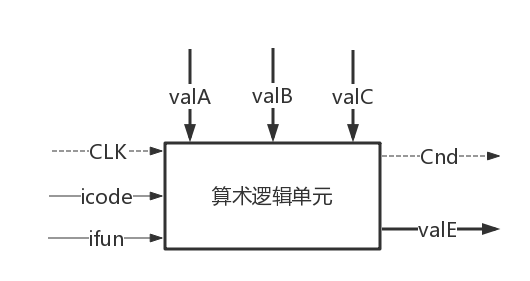 valA valB valC
CLK
Cnd
icode
算术逻辑单元
ifun
valE